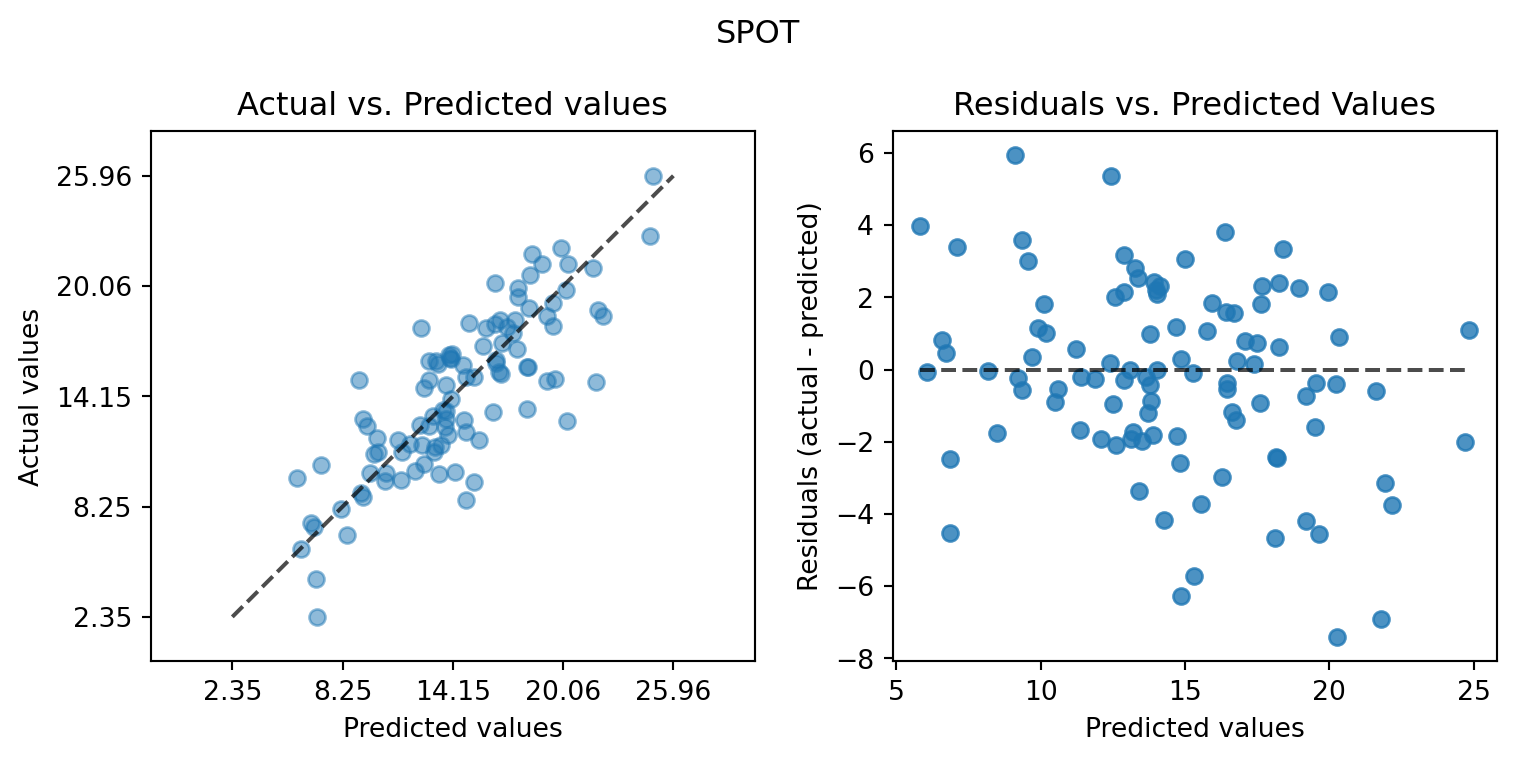 SPOT
Actual vs. Predicted values
Actual values
25.96
20.06
14.15
8.25
2.35
2.35 8.25 14.15 20.06 25.96
Predicted values
Residuals vs. Predicted Values
Residuals (actual - predicted)
6
4
2
0
−2
−4
−6
−8
5 10 15 20 25
Predicted values